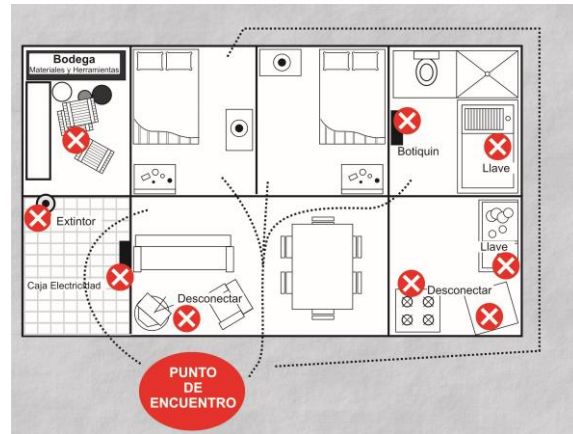 Bodega
Materiales y Herramientas
Botiquin
Llave
Extintor
Llave
Caja Electricidad
Desconectar
Desconectar
PUNTO
DE
ENCUENTRO